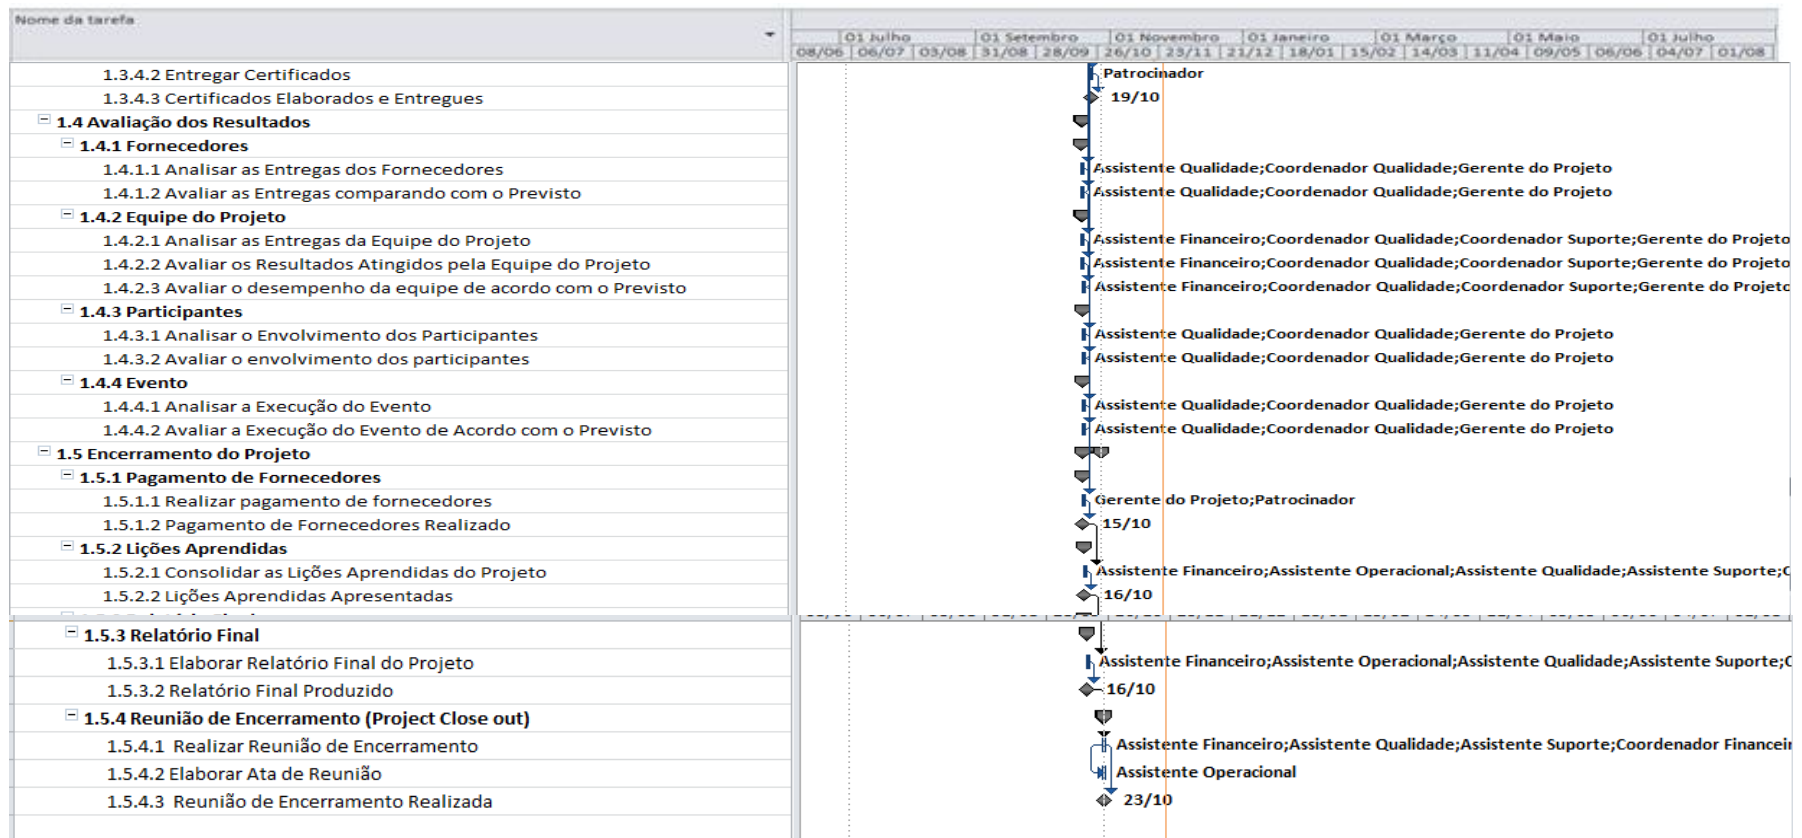 Nome da tarefa
01 Julho 01 Setembro 01 Novembro 01 Janeiro 01 Março 01 Maio 01 Julho
08/06 06/07 03/08 31/08 28/09 26/10 23/11 21/12 18/01 15/02 14/03 11/04 09/05 06/06 04/07 01/08
1.3.4.2 Entregar Certificados Patrocinador
1.3.4.3 Certificados Elaborados e Entregues 19/10
1.4 Avaliação dos Resultados
1.4.1 Fornecedores
1.4.1.1 Analisar as Entregas dos Fornecedores Assistente Qualidade;Coordenador Qualidade;Gerente do Projeto
1.4.1.2 Avaliar as Entregas comparando com o Previsto Assistente Qualidade;Coordenador Qualidade;Gerente do Projeto
1.4.2 Equipe do Projeto
1.4.2.1 Analisar as Entregas da Equipe do Projeto Assistente Financeiro;Coordenador Qualidade;Coordenador Suporte;Gerente do Projeto
1.4.2.2 Avaliar os Resultados Atingidos pela Equipe do Projeto Assistente Financeiro;Coordenador Qualidade;Coordenador Suporte;Gerente do Projeto
1.4.2.3 Avaliar o desempenho da equipe de acordo com o Previsto Assistente Financeiro;Coordenador Qualidade;Coordenador Suporte;Gerente do Projeto
1.4.3 Participantes
1.4.3.1 Analisar o Envolvimento dos Participantes Assistente Qualidade;Coordenador Qualidade;Gerente do Projeto
1.4.3.2 Avaliar o envolvimento dos participantes Assistente Qualidade;Coordenador Qualidade;Gerente do Projeto
1.4.4 Evento
1.4.4.1 Analisar a Execução do Evento Assistente Qualidade;Coordenador Qualidade;Gerente do Projeto
1.4.4.2 Avaliar a Execução do Evento de Acordo com o Previsto Assistente Qualidade;Coordenador Qualidade;Gerente do Projeto
1.5 Encerramento do Projeto
1.5.1 Pagamento de Fornecedores
1.5.1.1 Realizar pagamento de fornecedores Gerente do Projeto;Patrocinador
1.5.1.2 Pagamento de Fornecedores Realizado 15/10
1.5.2 Lições Aprendidas
1.5.2.1 Consolidar as Lições Aprendidas do Projeto Assistente Financeiro;Assistente Operacional;Assistente Qualidade;Assistente Suporte;
1.5.2.2 Lições Aprendidas Apresentadas 16/10
1.5.3 Relatório Final
1.5.3.1 Elaborar Relatório Final do Projeto Assistente Financeiro;Assistente Operacional;Assistente Qualidade;Assistente Suporte;
1.5.3.2 Relatório Final Produzido 16/10
1.5.4 Reunião de Encerramento (Project Close out)
1.5.4.1 Realizar Reunião de Encerramento Assistente Financeiro;Assistente Qualidade;Assistente Suporte;Coordenador Financei
1.5.4.2 Elaborar Ata de Reunião Assistente Operacional
1.5.4.3 Reunião de Encerramento Realizada 23/10